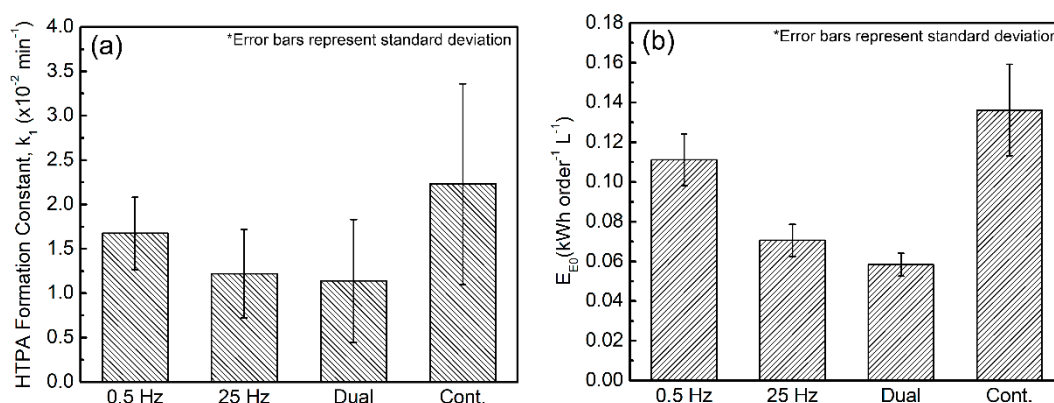 (a)
*Error bars represent standard deviation
HTPA Formation Constant, k₁ (x10⁻² min⁻¹)
4.0
3.5
3.0
2.5
2.0
1.5
1.0
0.5
0.0
0.5 Hz 25 Hz Dual Cont.
(b)
*Error bars represent standard deviation
E_E0(kWh order⁻¹ L⁻¹)
0.18
0.16
0.14
0.12
0.10
0.08
0.06
0.04
0.02
0.00
0.5 Hz 25 Hz Dual Cont.